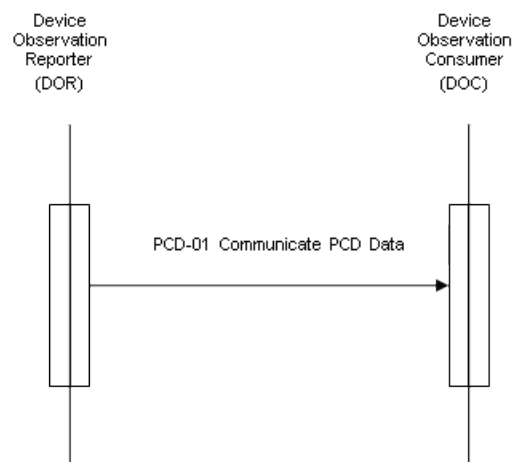 Device
Observation
Reporter
(DOR)
Device
Observation
Consumer
(DOC)
PCD-01 Communicate PCD Data